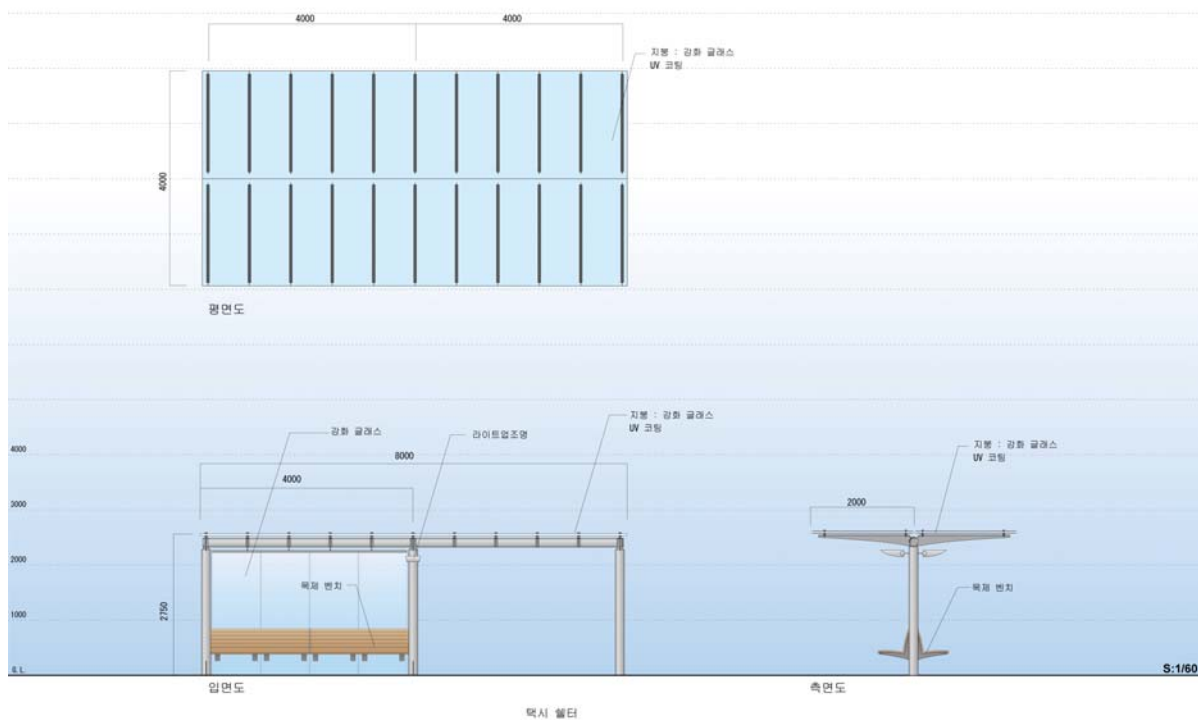 4000
4000
지붕 : 강화 글래스
UV 코팅
4000
평면도
강화 글래스
라이트업조명
지붕 : 강화 글래스
UV 코팅
8000
4000
4000
3000
2000
1000
G.L.
2750
목제 벤치
입면도
지붕 : 강화 글래스
UV 코팅
2000
목제 벤치
측면도
S:1/60
택시 쉘터